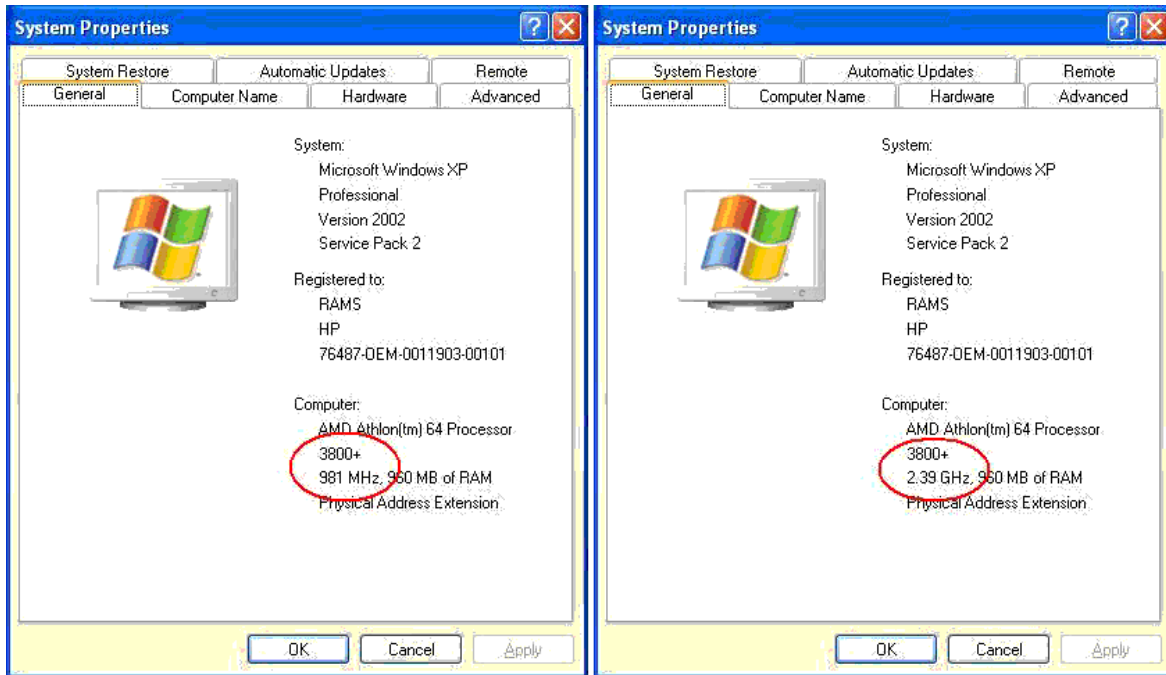 System Properties
System Restore Automatic Updates Remote
General Computer Name Hardware Advanced
System:
Microsoft Windows XP
Professional
Version 2002
Service Pack 2
Registered to:
RAMS
HP
76487-OEM-0011903-00101
Computer:
AMD Athlon(tm) 64 Processor
3800+
981 MHz, 960 MB of RAM
Physical Address Extension
OK Cancel Apply
System Properties
System Restore Automatic Updates Remote
General Computer Name Hardware Advanced
System:
Microsoft Windows XP
Professional
Version 2002
Service Pack 2
Registered to:
RAMS
HP
76487-OEM-0011903-00101
Computer:
AMD Athlon(tm) 64 Processor
3800+
2.39 GHz, 960 MB of RAM
Physical Address Extension
OK Cancel Apply